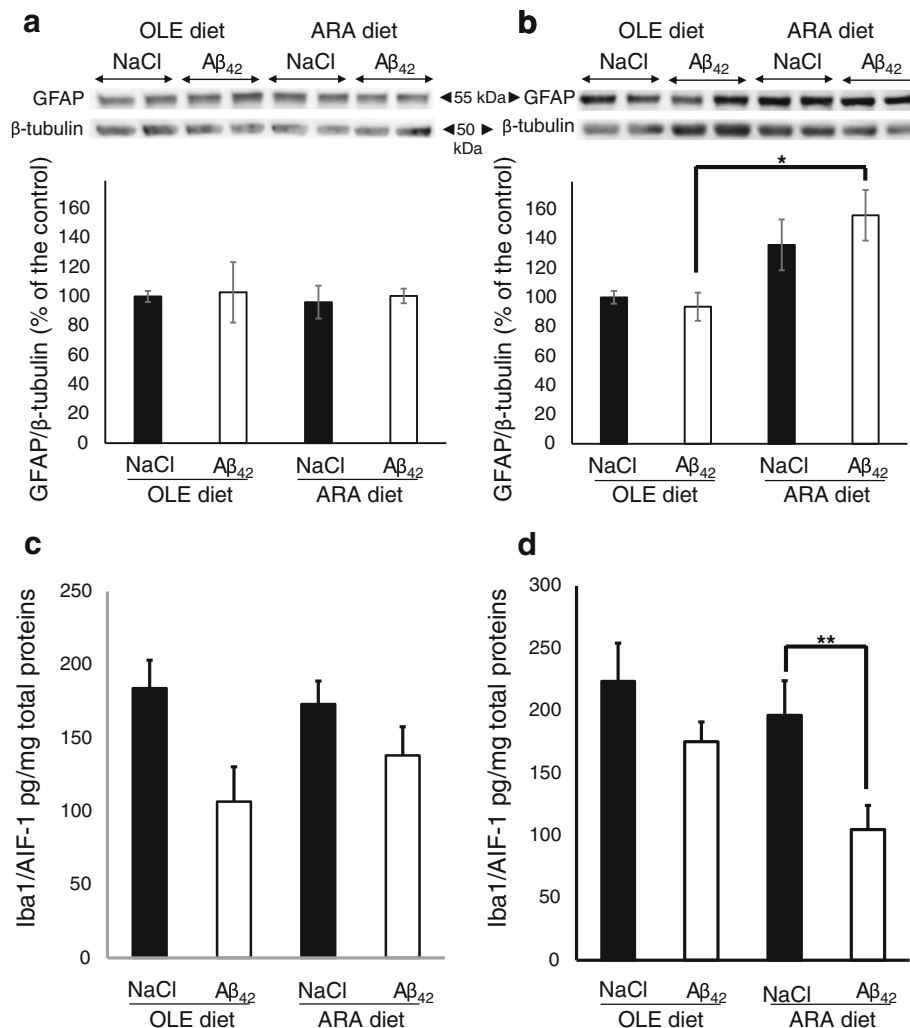 a
OLE diet ARA diet
NaCl Aβ₄₂ NaCl Aβ₄₂
GFAP
β-tubulin
b
OLE diet ARA diet
NaCl Aβ₄₂ NaCl Aβ₄₂
◄55 kDa► GFAP
◄50 ► β-tubulin
kDa
GFAP/β-tubulin (% of the control)
160
140
120
100
80
60
40
20
0
NaCl Aβ₄₂ NaCl Aβ₄₂
OLE diet ARA diet
*
GFAP/β-tubulin (% of the control)
160
140
120
100
80
60
40
20
0
NaCl Aβ₄₂ NaCl Aβ₄₂
OLE diet ARA diet
c
Iba1/AIF-1 pg/mg total proteins
250
200
150
100
50
0
NaCl Aβ₄₂ NaCl Aβ₄₂
OLE diet ARA diet
d
**
Iba1/AIF-1 pg/mg total proteins
300
250
200
150
100
50
0
NaCl Aβ₄₂ NaCl Aβ₄₂
OLE diet ARA diet